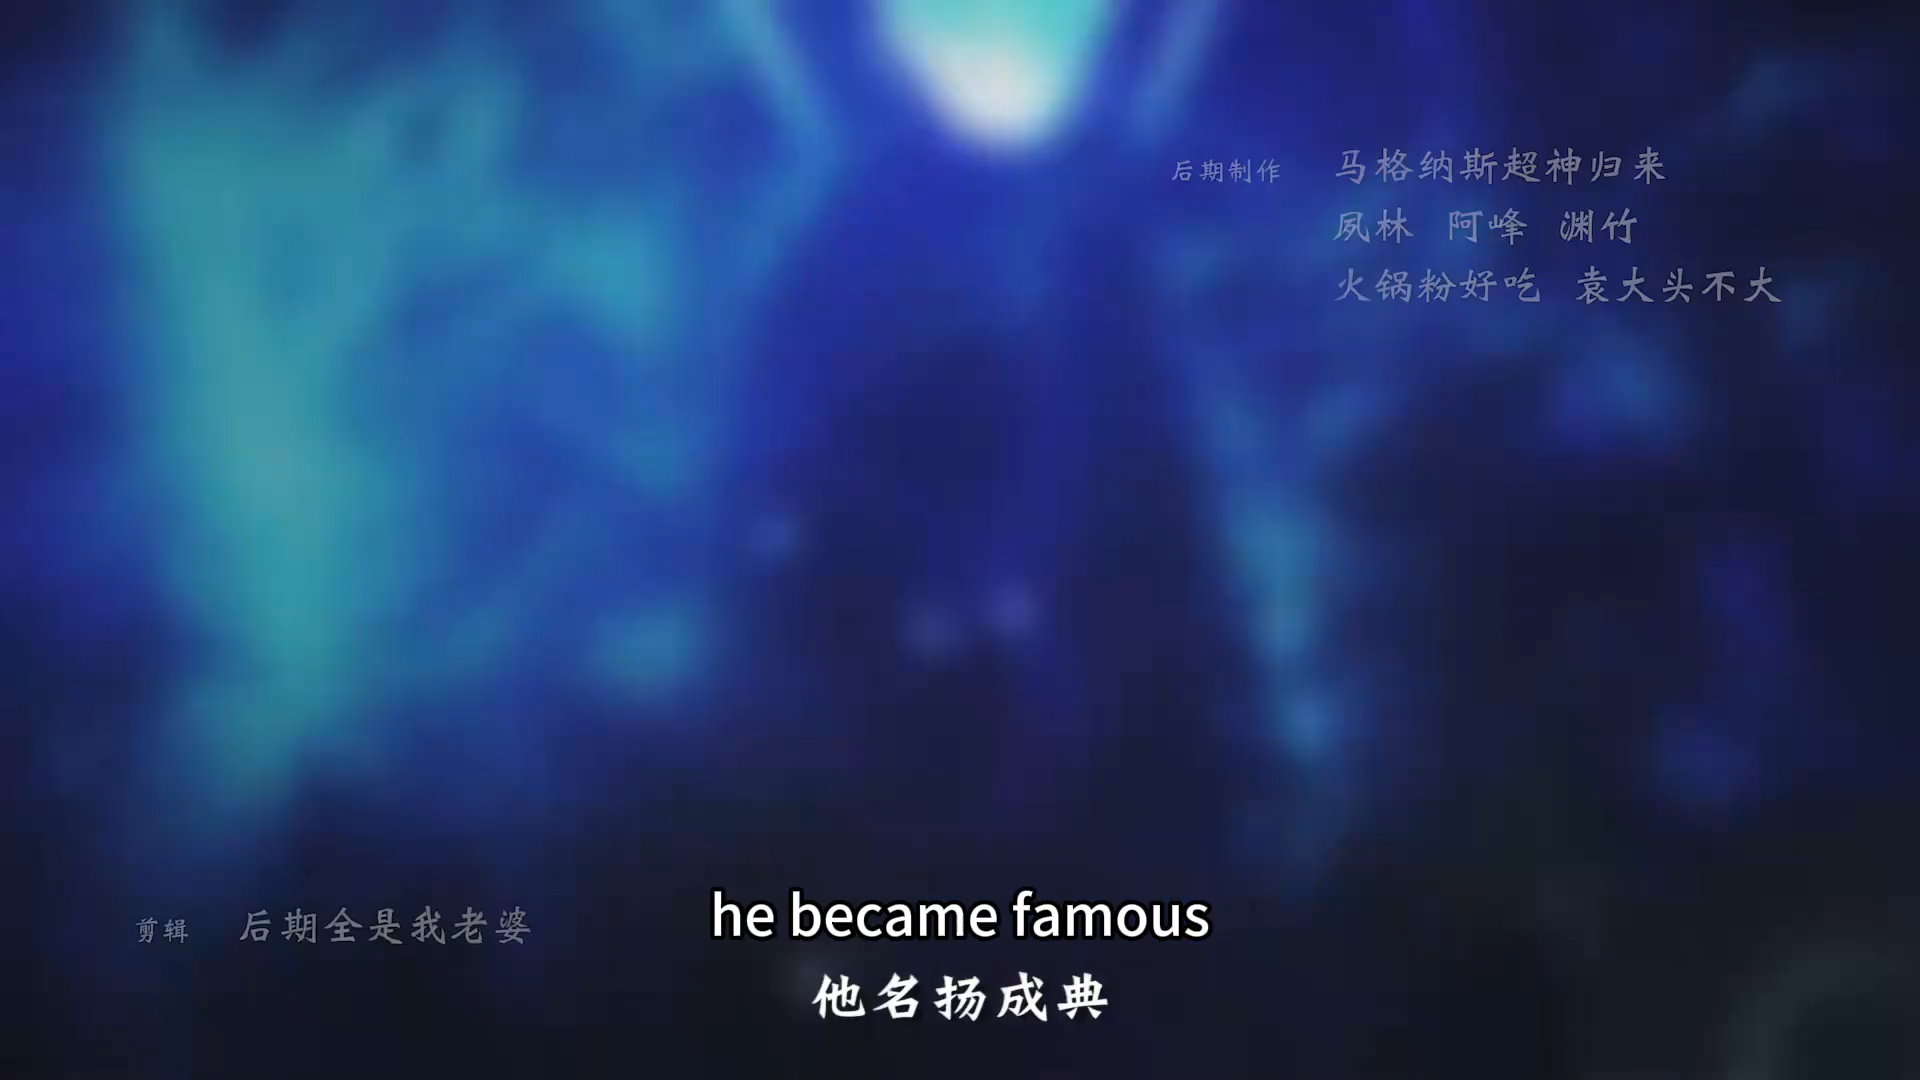 后期制作 马格纳斯超神归来
夙林 阿峰 渊竹
火锅粉好吃 袁大头不大
剪辑 后期全是我老婆
he became famous
他名扬成典